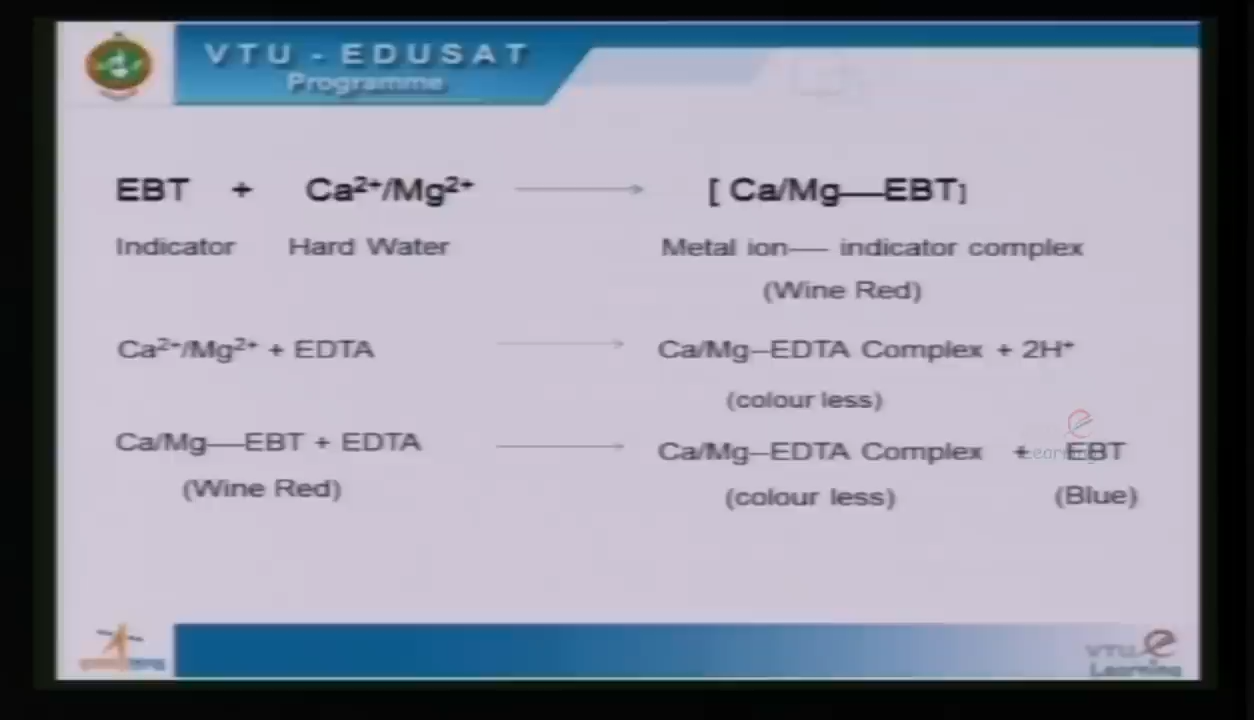 VTU - EDUSAT
Programme
EBT + Ca²⁺/Mg²⁺ → [ Ca/Mg—EBT]
Indicator Hard Water Metal ion— indicator complex
(Wine Red)
Ca²⁺/Mg²⁺ + EDTA → Ca/Mg–EDTA Complex + 2H⁺
(colour less)
Ca/Mg—EBT + EDTA → Ca/Mg–EDTA Complex + EBT
(Wine Red) (colour less) (Blue)
VTU e
Learning